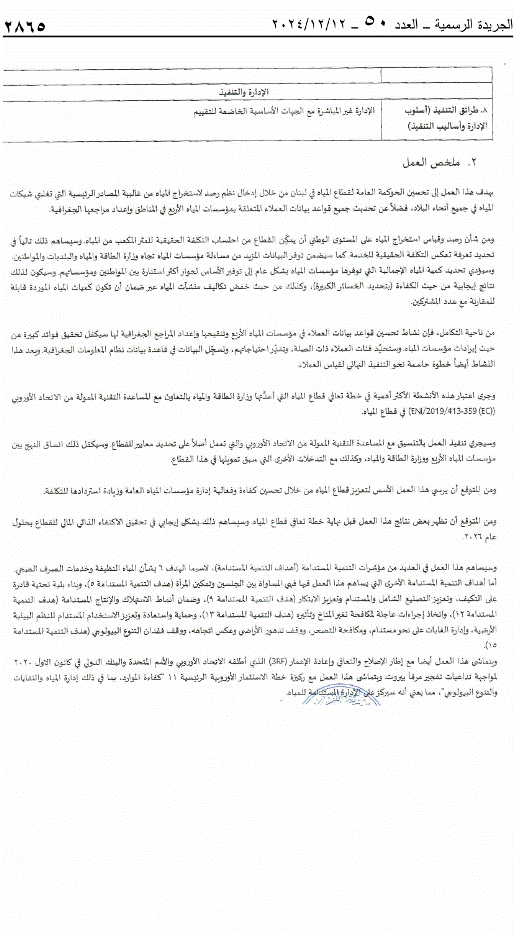 الجريدة الرسمية – العدد ٥٠ – ٢٠٢٤/١٢/١٢
٢٨٦٥
الإدارة والتنفيذ
٨. طرائق التنفيذ (أسلوب الإدارة وأساليب التنفيذ)
الإدارة غير المباشرة مع الجهات الأساسية الخاضعة للتقييم
٢. ملخص العمل
يهدف هذا العمل إلى تحسين الحوكمة العامة لقطاع المياه في لبنان من خلال إدخال نظم رصد لاستخراج المياه من غالبية المصادر الرئيسية التي تغذي شبكات
المياه في جميع أنحاء البلاد، فضلاً عن تحديث جميع قواعد بيانات العملاء المتعلقة بمؤسسات المياه الأربع في المناطق وإعداد مراجعها الجغرافية.
ومن شأن رصد وقياس استخراج المياه على المستوى الوطني أن يمكّن القطاع من احتساب التكلفة الحقيقية للمتر المكعب من المياه. وسيساهم ذلك تالياً في
تحديد تعرفة تعكس التكلفة الحقيقية للخدمة كما سيضمن توفر البيانات المزيد من مساءلة مؤسسات المياه تجاه وزارة الطاقة والمياه والبلديات والمواطنين.
وسيؤدي تحديد كمية المياه الإجمالية التي توفرها مؤسسات المياه بشكل عام إلى توفير الأساس لحوار أكثر استنارة بين المواطنين ومؤسساتهم. وسيكون لذلك
نتائج إيجابية من حيث الكفاءة (بتحديد الخسائر الكبيرة)، وكذلك من حيث خفض تكاليف منشآت المياه عبر ضمان أن تكون كميات المياه الموردة قابلة
للمقارنة مع عدد المشتركين.
من ناحية التكامل، فإن نشاط تحسين قواعد بيانات العملاء في مؤسسات المياه الأربع وتنقيحها وإعداد المراجع الجغرافية لها سيكفل تحقيق فوائد كبيرة من
حيث إيرادات مؤسسات المياه. وستحيّد فئات العملاء ذات الصلة، وتقدّر احتياجاتهم، وتسجّل البيانات في قاعدة بيانات نظام المعلومات الجغرافية. ويعد هذا
النشاط أيضاً خطوة حاسمة نحو التنفيذ النهائي لقياس العملاء
وجرى اعتبار هذه الأنشطة الأكثر أهمية في خطة تعافي قطاع المياه التي أعدّتها وزارة الطاقة والمياه بالتعاون مع المساعدة التقنية الممولة من الاتحاد الأوروبي
(ENI/2019/413-359 (EC)) في قطاع المياه.
وسيجري تنفيذ العمل بالتنسيق مع المساعدة التقنية الممولة من الاتحاد الأوروبي والتي تعمل أصلاً على تحديد معايير للقطاع. وسيكفل ذلك اتساق النهج بين
مؤسسات المياه الأربع ووزارة الطاقة والمياه، وكذلك مع التدخلات الأخرى التي سبق تمويلها في هذا القطاع.
ومن المتوقع أن يرسي هذا العمل الأسس لتعزيز قطاع المياه من خلال تحسين كفاءة وفعالية إدارة مؤسسات المياه العامة وزيادة استردادها للتكلفة.
ومن المتوقع أن تظهر بعض نتائج هذا العمل قبل نهاية خطة تعافي قطاع المياه وسيساهم ذلك بشكل إيجابي في تحقيق الاكتفاء الذاتي المالي للقطاع بحلول
عام ٢٠٢٦.
وسيساهم هذا العمل في العديد من مؤشرات التنمية المستدامة (أهداف التنمية المستدامة)، لاسيما الهدف ٦ بشأن المياه النظيفة وخدمات الصرف الصحي.
أما أهداف التنمية المستدامة الأخرى التي يساهم هذا العمل فيها فهي المساواة بين الجنسين وتمكين المرأة (هدف التنمية المستدامة ٥)، وبناء بنية تحتية قادرة
على التكيف، وتعزيز التصنيع الشامل والمستدام وتعزيز الابتكار (هدف التنمية المستدامة ٩)، وضمان أنماط الاستهلاك والإنتاج المستدامة (هدف التنمية
المستدامة ١٢)، واتخاذ إجراءات عاجلة لمكافحة تغير المناخ وتأثيره (هدف التنمية المستدامة ١٣)، وحماية واستعادة وتعزيز الاستخدام المستدام للنظم البيئية
الأرضية، وإدارة الغابات على نحو مستدام، ومكافحة التصحر، ووقف تدهور الأراضي وعكس اتجاهه، ووقف فقدان التنوع البيولوجي (هدف التنمية المستدامة
١٥).
ويتماشى هذا العمل أيضا مع إطار الإصلاح والتعافي وإعادة الإعمار (3RF) الذي أطلقه الاتحاد الأوروبي والأمم المتحدة والبنك الدولي في كانون الاول ٢٠٢٠
لمواجهة تداعيات تفجير مرفأ بيروت. ويتماشى هذا العمل مع ركيزة خطة الاستثمار الأوروبية الرئيسية ١١ "كفاءة الموارد، بما في ذلك إدارة المياه والنفايات
والتنوع البيولوجي"، مما يعني أنه سيركز على الإدارة المستدامة للمياه.